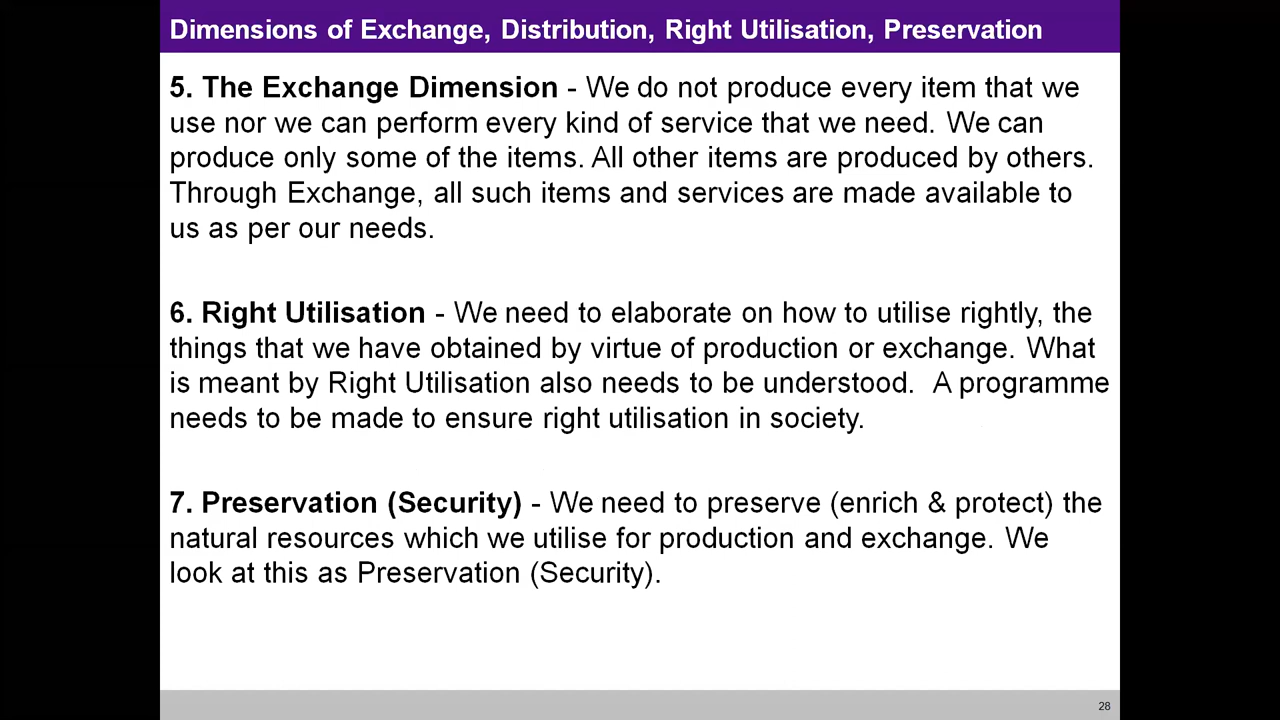 Dimensions of Exchange, Distribution, Right Utilisation, Preservation
5. The Exchange Dimension - We do not produce every item that we
use nor we can perform every kind of service that we need. We can
produce only some of the items. All other items are produced by others.
Through Exchange, all such items and services are made available to
us as per our needs.
6. Right Utilisation - We need to elaborate on how to utilise rightly, the
things that we have obtained by virtue of production or exchange. What
is meant by Right Utilisation also needs to be understood. A programme
needs to be made to ensure right utilisation in society.
7. Preservation (Security) - We need to preserve (enrich & protect) the
natural resources which we utilise for production and exchange. We
look at this as Preservation (Security).
28